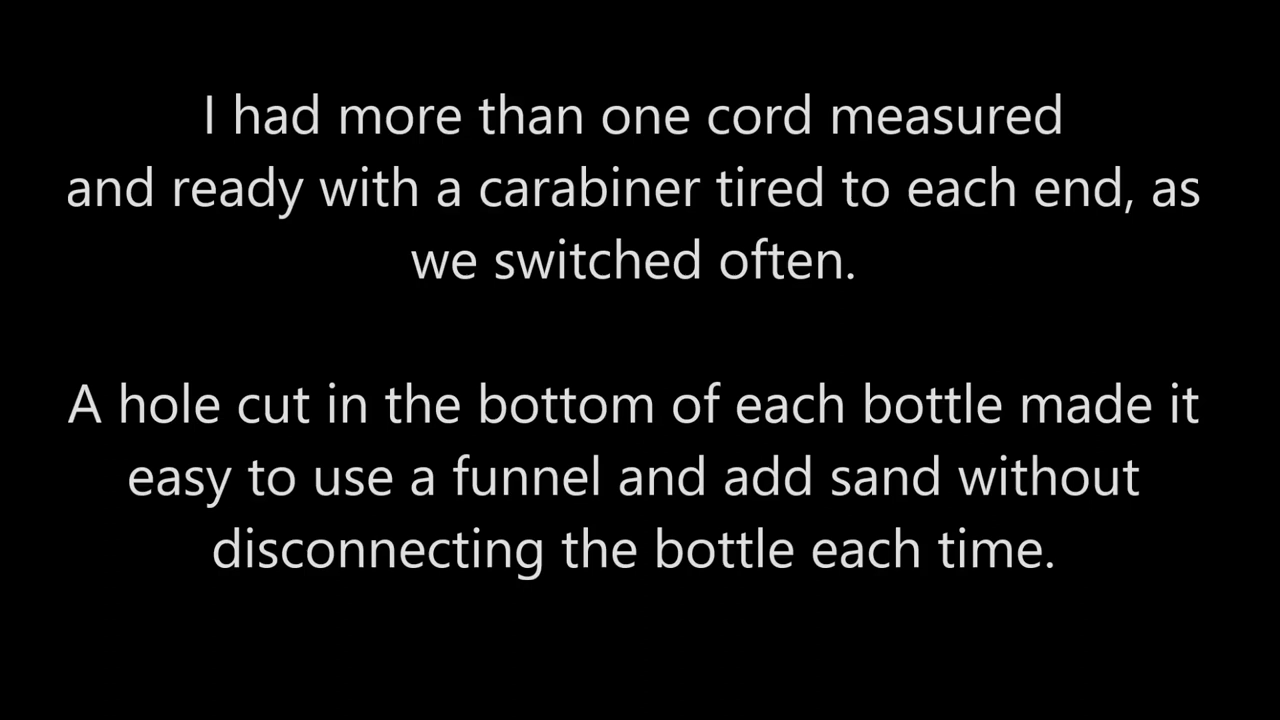 I had more than one cord measured
and ready with a carabiner tired to each end, as
we switched often.
A hole cut in the bottom of each bottle made it
easy to use a funnel and add sand without
disconnecting the bottle each time.